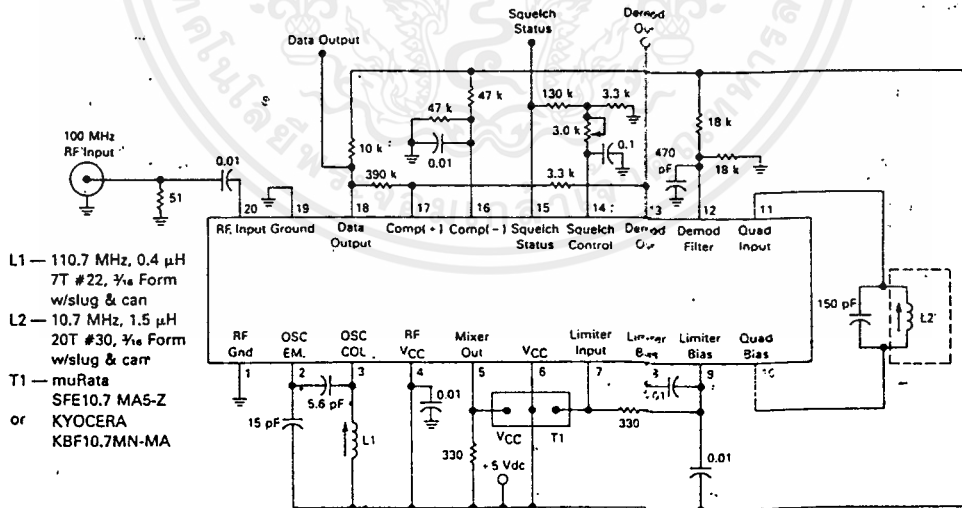 Squelch
Status
Demod
Data Output
130 k
3.3 k
47 k
47 k
3.0 k
18 k
100 MHz
RF Input
0.01
10 k
0.01
0.1
470
pF
18 k
390 k
3.3 k
51
20 19 18 17 16 15 14 13 12 11
RF Input Ground Data
Output Comp(+) Comp(−) Squelch
Status Squelch
Control Demod Demod
Filter Quad
Input
L1 — 110.7 MHz, 0.4 µH
7T #22, 3/16 Form
w/slug & can
L2 — 10.7 MHz, 1.5 µH
20T #30, 3/16 Form
w/slug & can
T1 — muRata
SFE10.7 MA5-Z
or KYOCERA
KBF10.7MN-MA
150 pF
L2
RF
Gnd OSC
EM. OSC
COL RF
VCC Mixer
Out VCC Limiter
Input Limiter
Bias Quad
Bias
1 2 3 4 5 6 7 8 9 10
5.6 pF
0.01
15 pF
L1
VCC T1
330
330
+5 Vdc
0.01